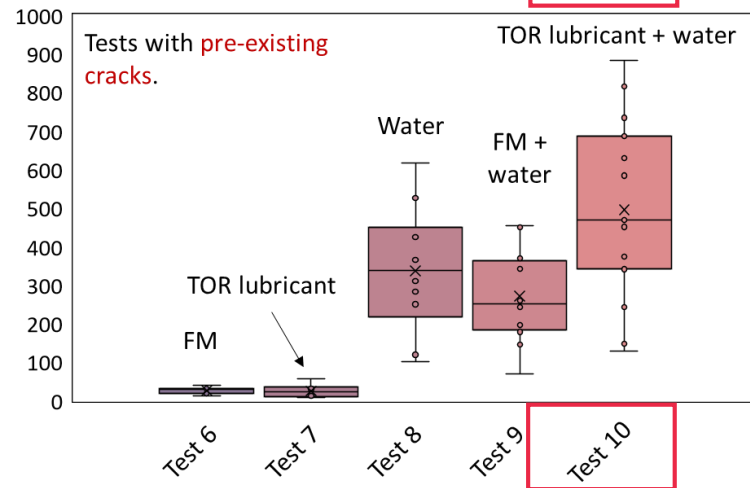 1000
900
800
700
600
500
400
300
200
100
0
Tests with pre-existing
cracks.
FM
TOR lubricant
Water
FM +
water
TOR lubricant + water
Test 6
Test 7
Test 8
Test 9
Test 10